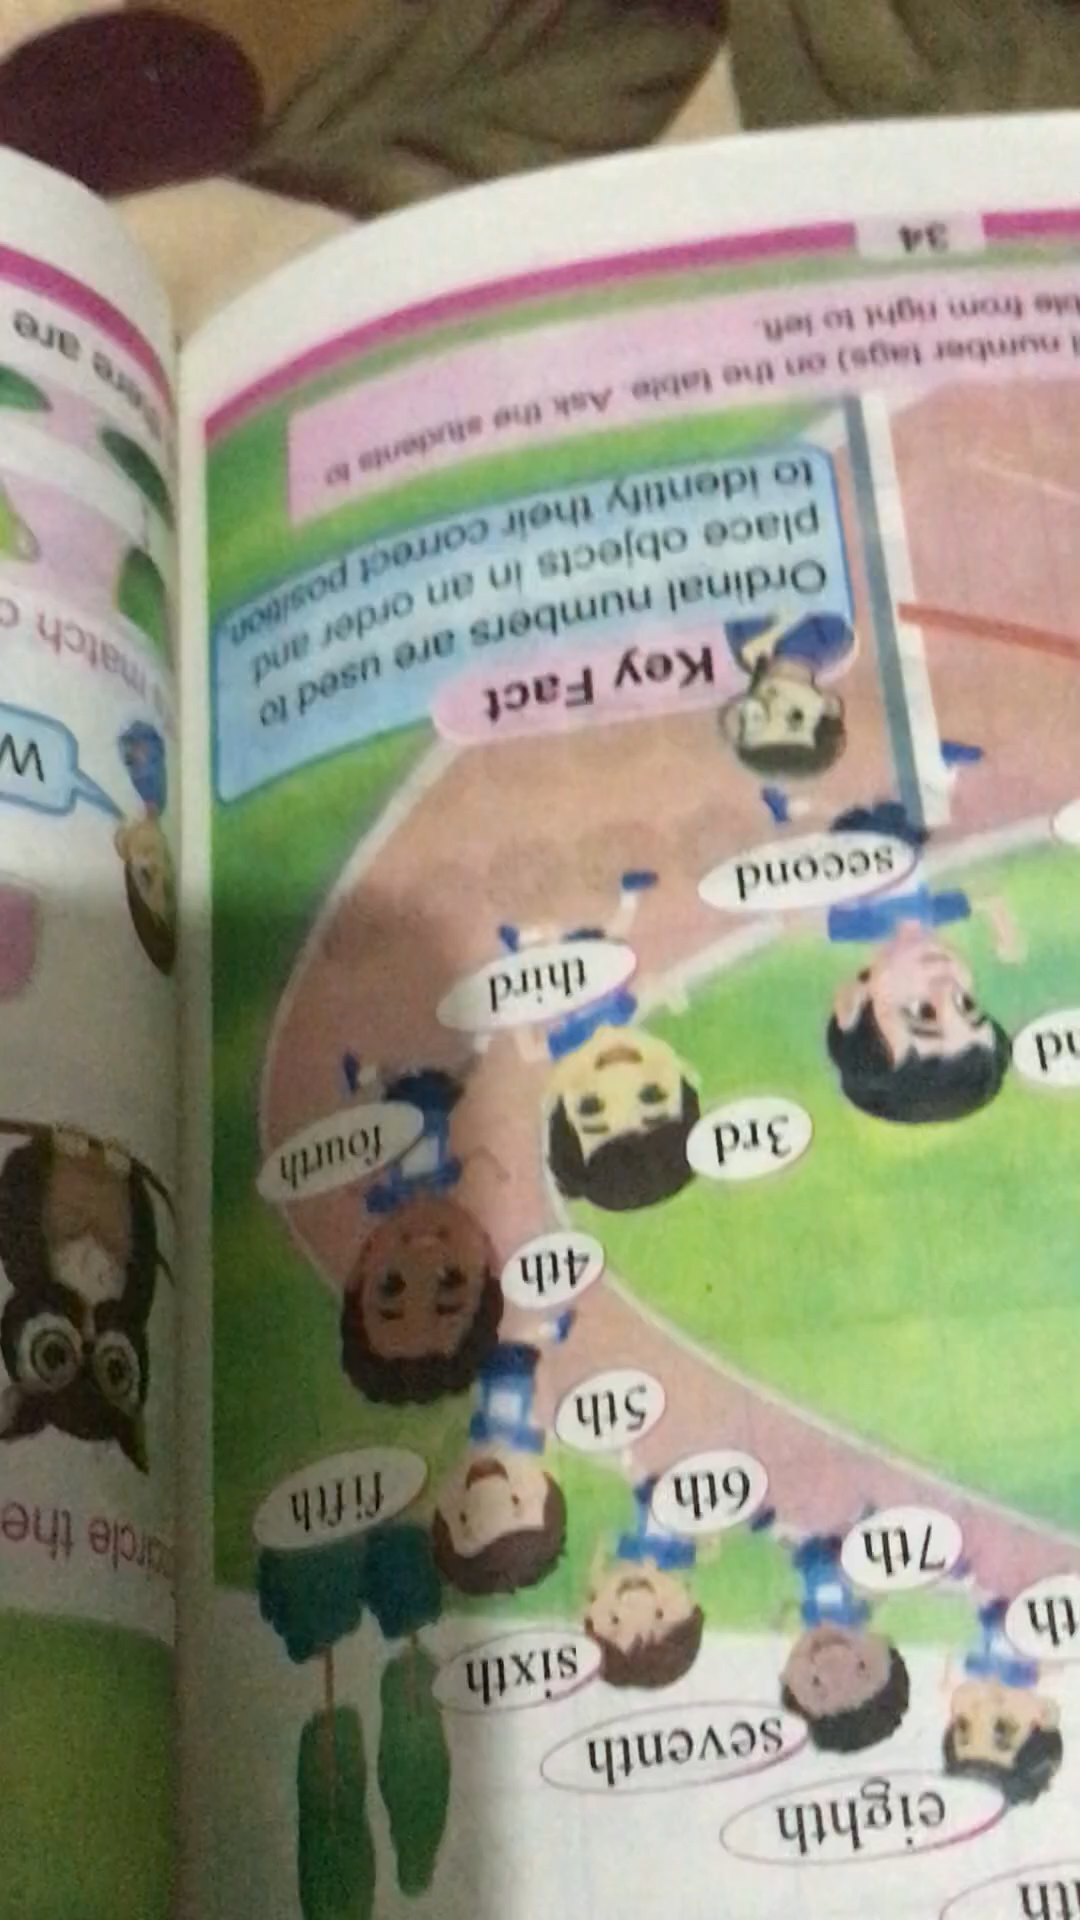 eighth
seventh
sixth
7th
6th
fifth
5th
4th
fourth
3rd
third
second
Key Fact
Ordinal numbers are used to
place objects in an order and
to identify their correct position
number tags) on the table. Ask the students to
from right to left.
34
circle the
match
are